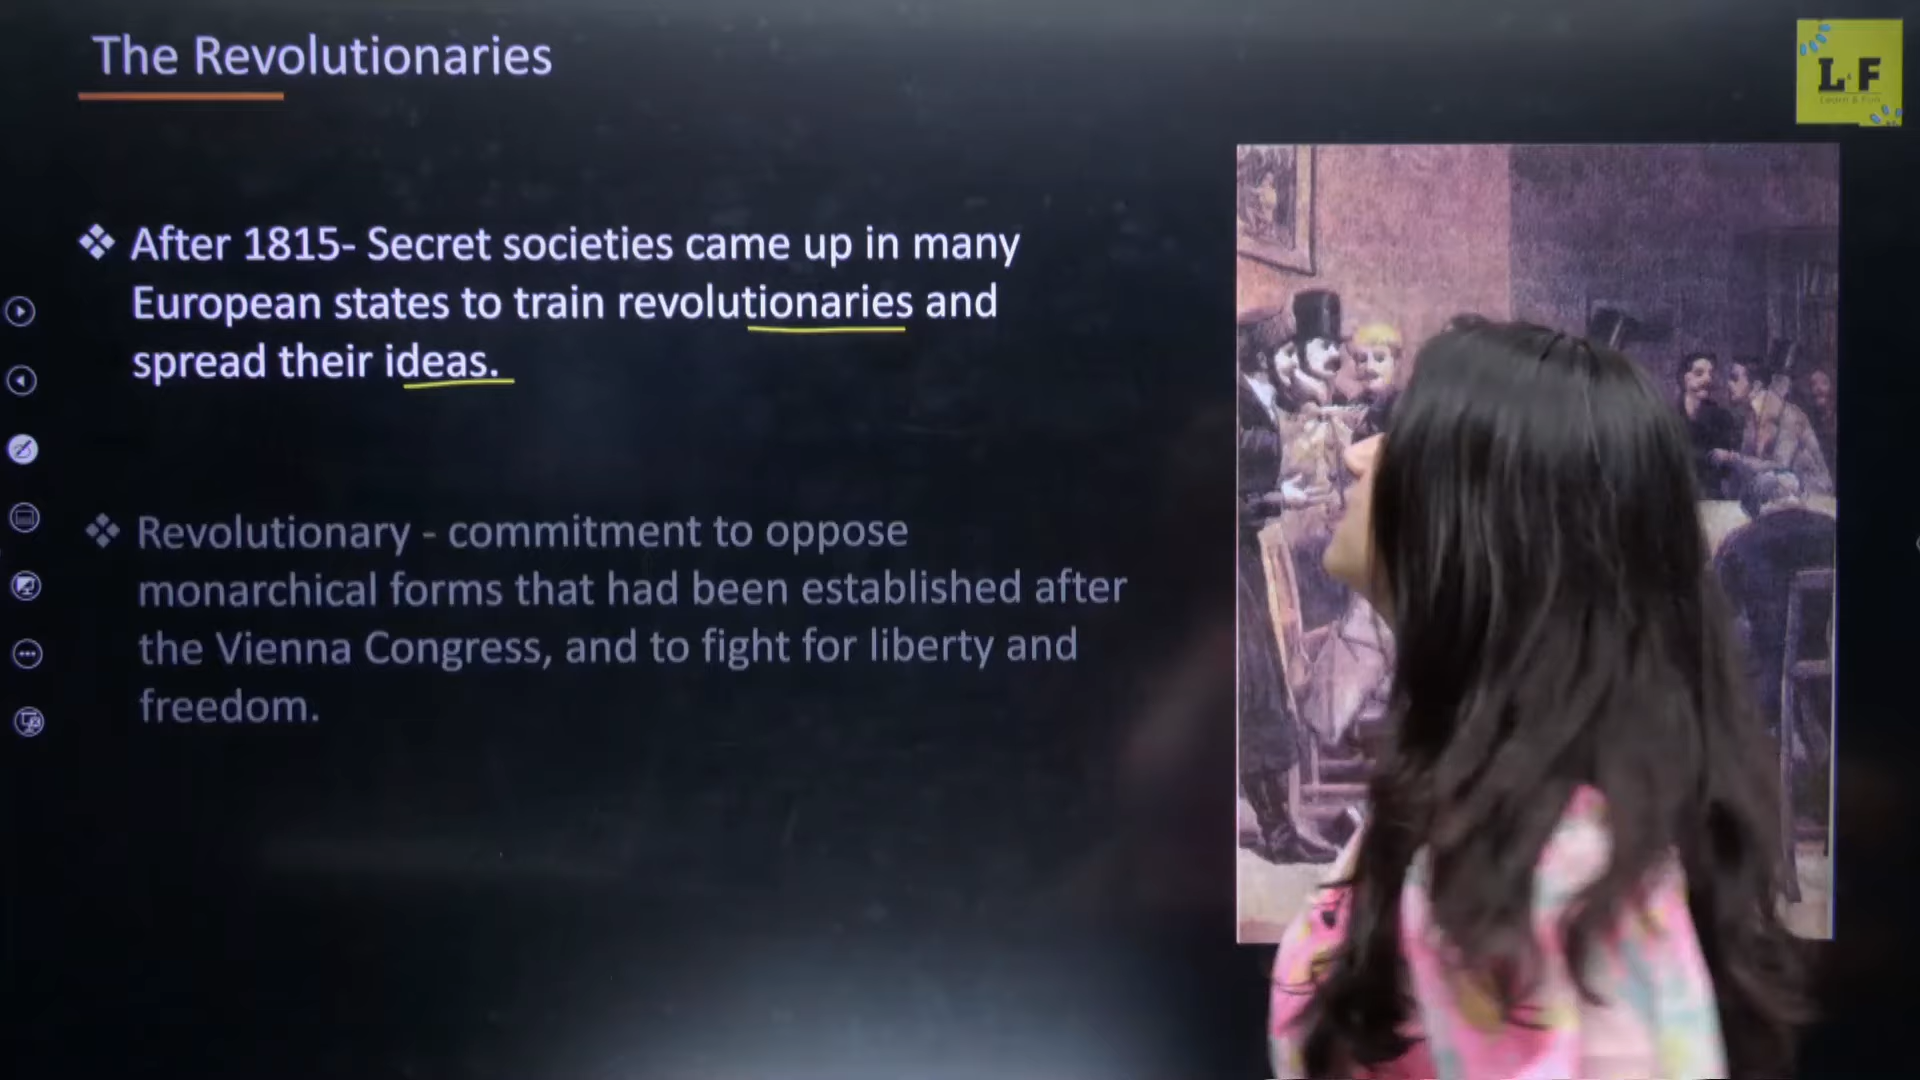 The Revolutionaries
L&F
Learn & Fun
After 1815- Secret societies came up in many
European states to train revolutionaries and
spread their ideas.
Revolutionary - commitment to oppose
monarchical forms that had been established after
the Vienna Congress, and to fight for liberty and
freedom.